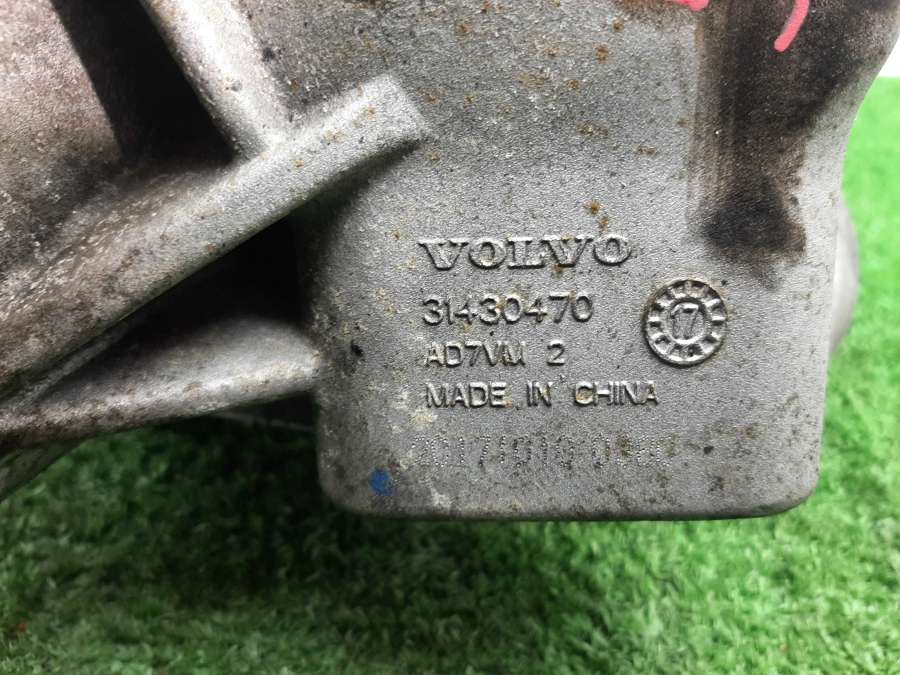 VOLVO
31430470
17
AD7VM 2
MADE IN CHINA